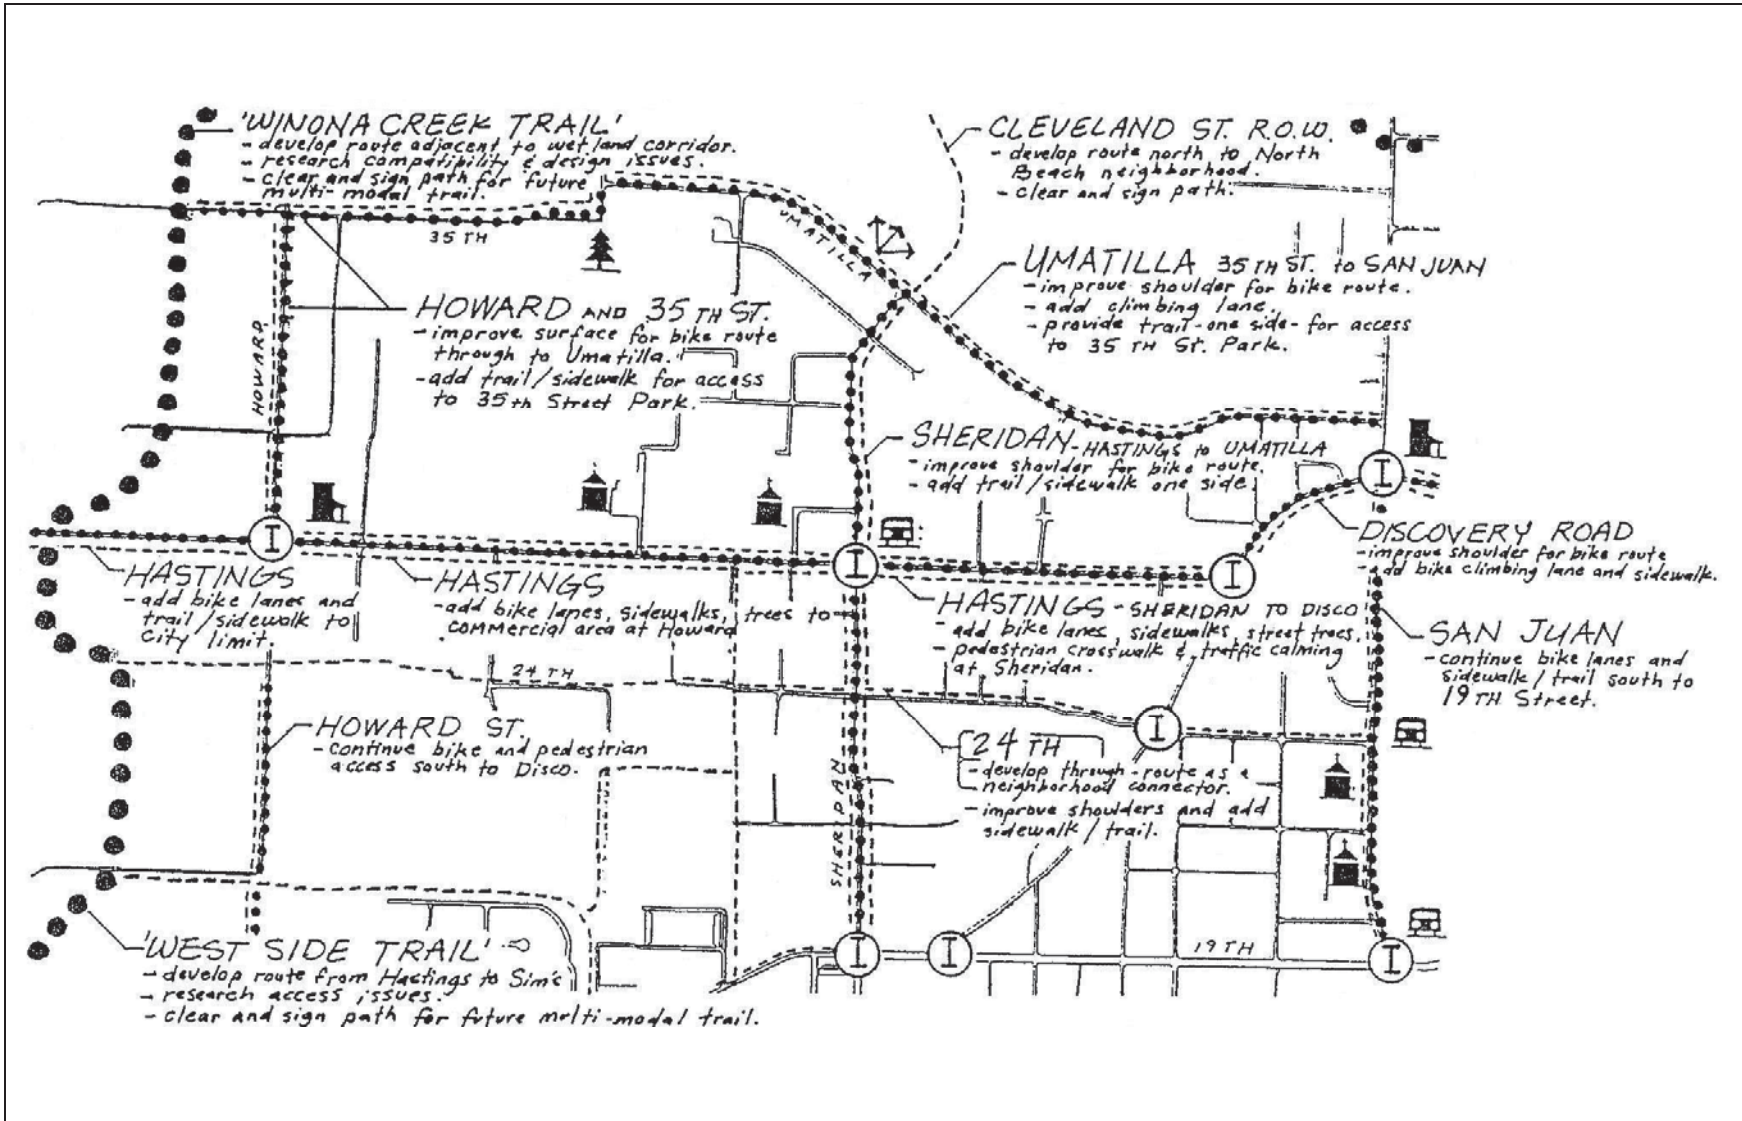 'WINONA CREEK TRAIL'
- develop route adjacent to wetland corridor.
- research compatibility & design issues.
- clear and sign path for future
multi-modal trail.
CLEVELAND ST. R.O.W.
- develop route north to North
Beach neighborhood.
- clear and sign path.
35 TH
UMATILLA
UMATILLA 35TH ST. to SAN JUAN
- improve shoulder for bike route.
- add climbing lane.
- provide trail-one side-for access
to 35 TH St. Park.
HOWARD AND 35 TH ST.
- improve surface for bike route
through to Umatilla.
- add trail/sidewalk for access
to 35th Street Park.
HOWARD
SHERIDAN - HASTINGS to UMATILLA
- improve shoulder for bike route.
- add trail/sidewalk one side.
I
I
I
I
DISCOVERY ROAD
- improve shoulder for bike route
- add bike climbing lane and sidewalk.
HASTINGS
- add bike lanes and
trail/sidewalk to
City limit.
HASTINGS
- add bike lanes, sidewalks, trees to
commercial area at Howard
HASTINGS - SHERIDAN TO DISCO
- add bike lanes, sidewalks, street trees,
- pedestrian crosswalk & traffic calming
at Sheridan.
SAN JUAN
- continue bike lanes and
sidewalk/trail south to
19TH Street.
24 TH
HOWARD ST.
- Continue bike and pedestrian
access south to Disco.
I
24 TH
- develop through-route as a
neighborhood connector.
- improve shoulders and add
sidewalk/trail.
SHERIDAN
'WEST SIDE TRAIL'
- develop route from Hastings to Sims
- research access issues.
- clear and sign path for future mrlti-modal trail.
I
I
19 TH
I